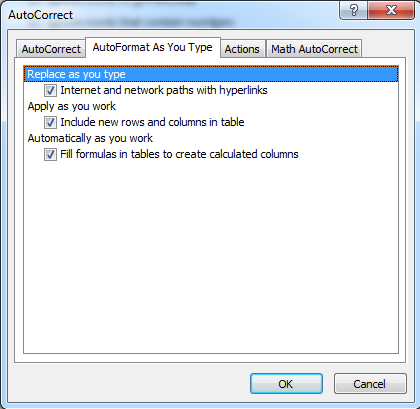 AutoCorrect
AutoCorrect AutoFormat As You Type Actions Math AutoCorrect
Replace as you type
Internet and network paths with hyperlinks
Apply as you work
Include new rows and columns in table
Automatically as you work
Fill formulas in tables to create calculated columns
OK Cancel